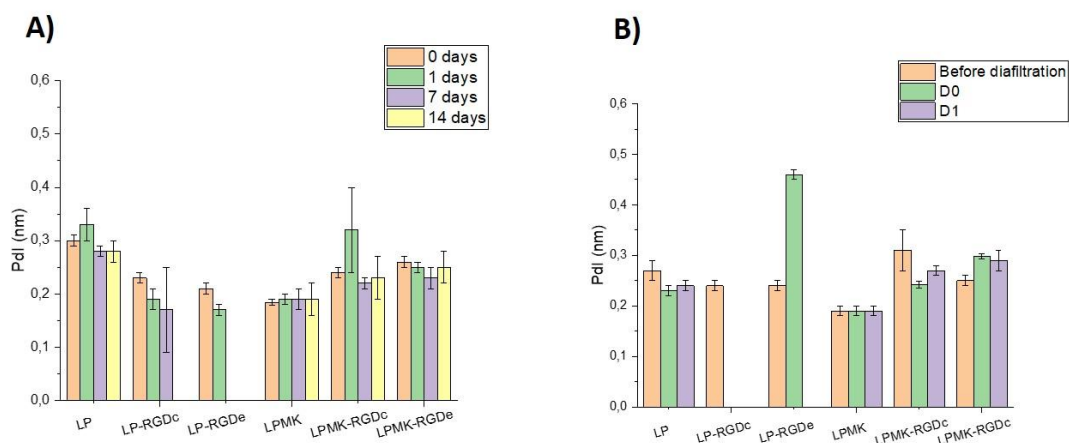 A)
0 days
1 days
7 days
14 days
0,6
0,5
0,4
0,3
0,2
0,1
0,0
PdI (nm)
LP
LP-RGDc
LP-RGDe
LPMK
LPMK-RGDc
LPMK-RGDe
B)
Before diafiltration
D0
D1
0,6
0,5
0,4
0,3
0,2
0,1
0,0
PdI (nm)
LP
LP-RGDc
LP-RGDe
LPMK
LPMK-RGDc
LPMK-RGDc